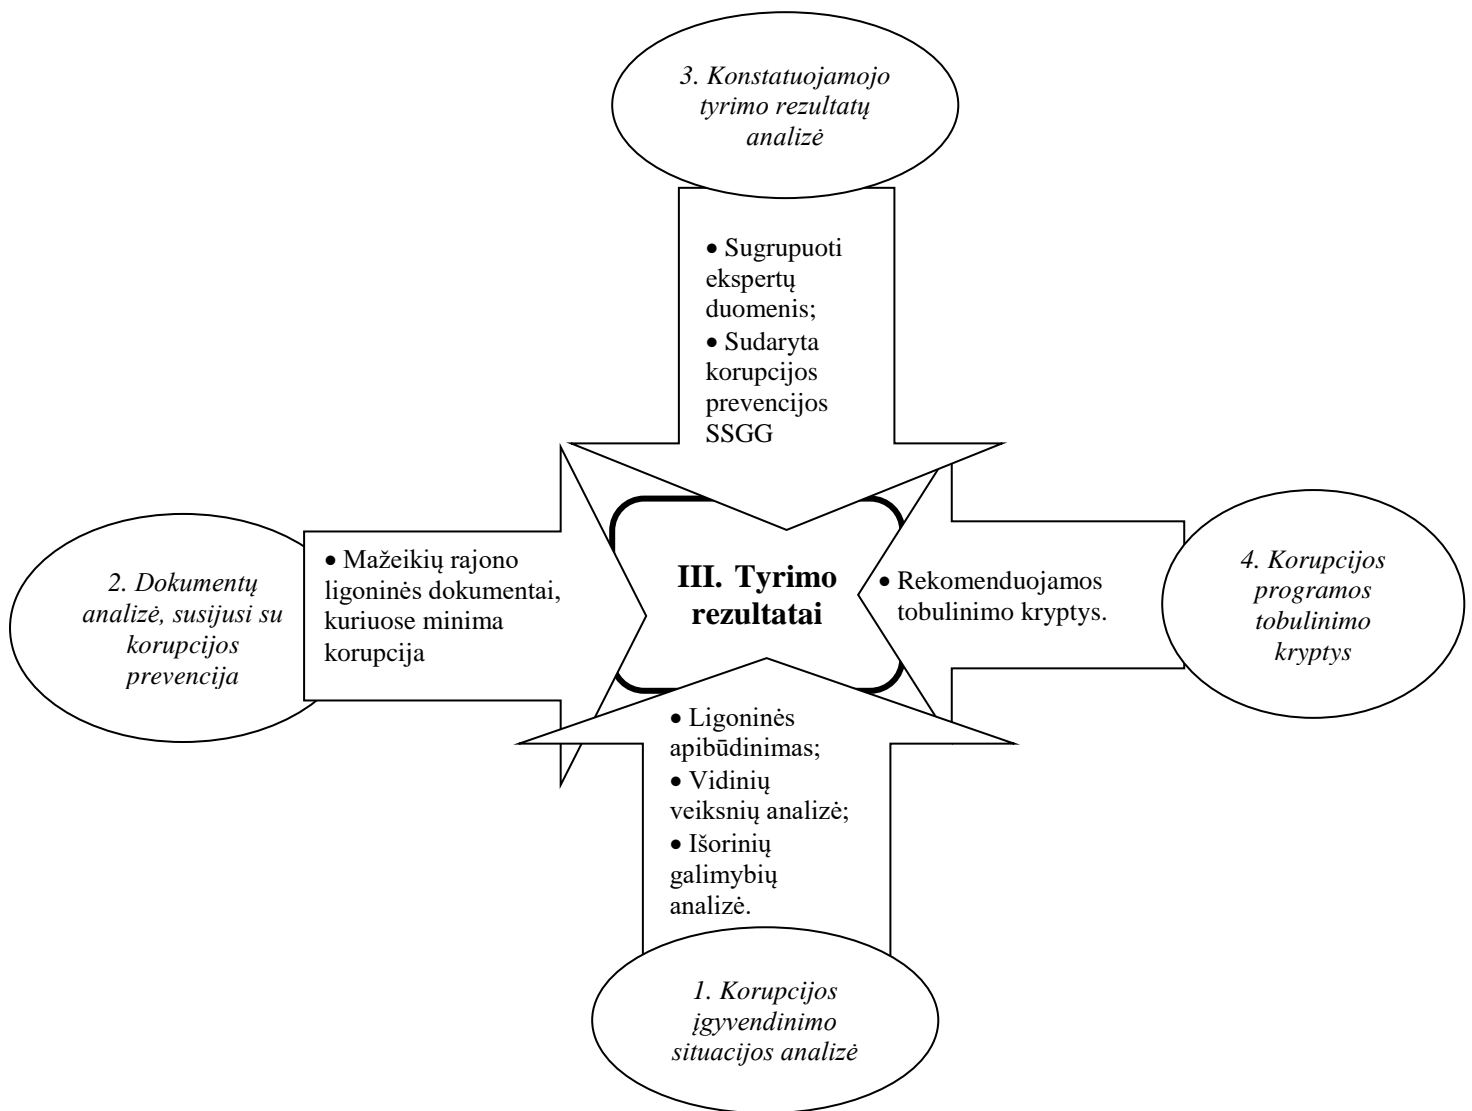 3. Konstatuojamojo
tyrimo rezultatų
analizė
• Sugrupuoti
ekspertų
duomenis;
• Sudaryta
korupcijos
prevencijos
SSGG
2. Dokumentų
analizė, susijusi su
korupcijos
prevencija
• Mažeikių rajono
ligoninės dokumentai,
kuriuose minima
korupcija
III. Tyrimo
rezultatai
• Rekomenduojamos
tobulinimo kryptys.
4. Korupcijos
programos
tobulinimo
kryptys
• Ligoninės
apibūdinimas;
• Vidinių
veiksnių analizė;
• Išorinių
galimybių
analizė.
1. Korupcijos
įgyvendinimo
situacijos analizė